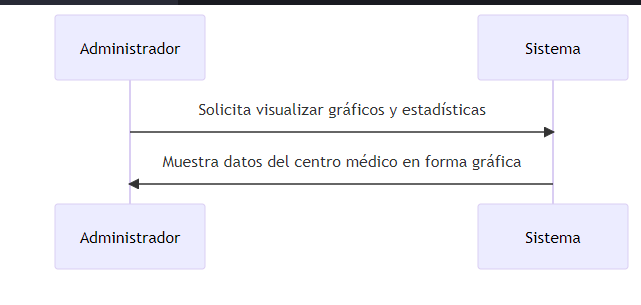 Administrador
Sistema
Solicita visualizar gráficos y estadísticas
Muestra datos del centro médico en forma gráfica
Administrador
Sistema